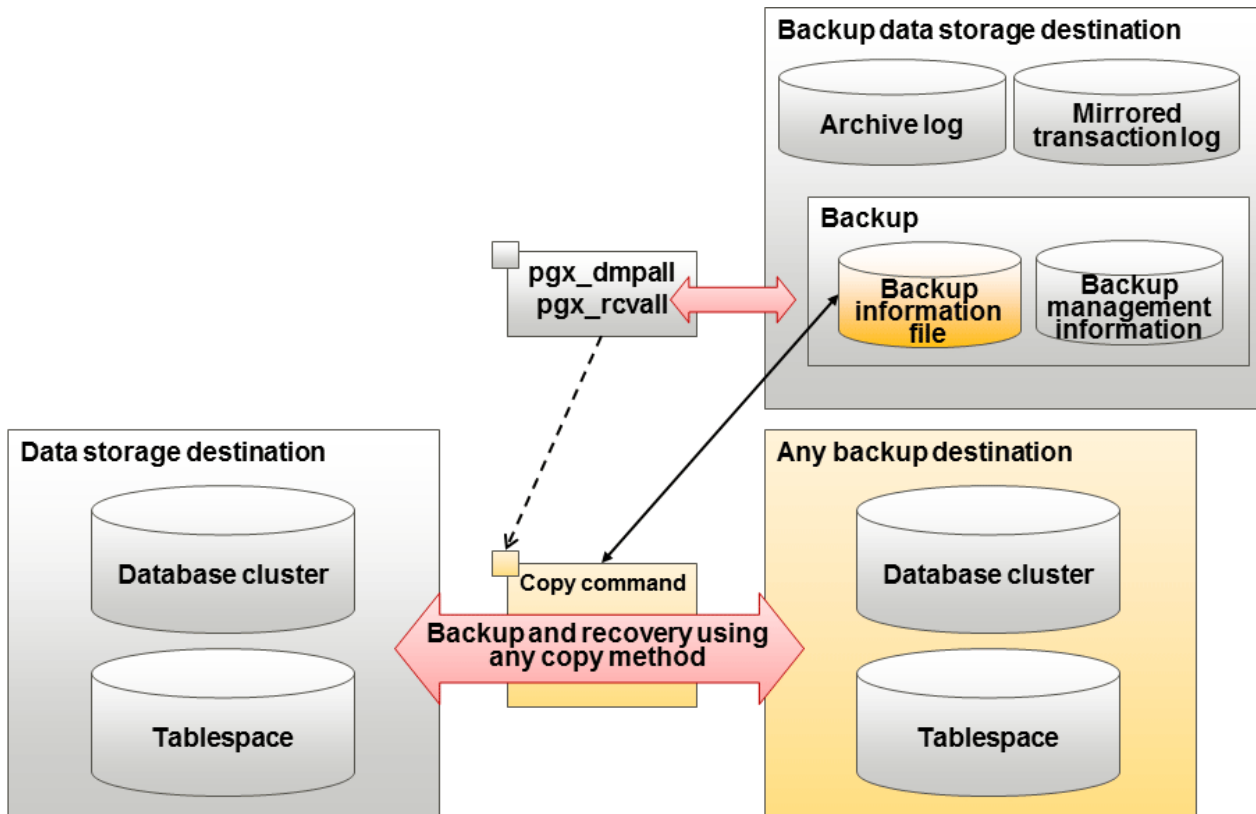 Backup data storage destination
Archive log
Mirrored
transaction log
Backup
pgx_dmpall
pgx_rcvall
Backup
information
file
Backup
management
information
Data storage destination
Any backup destination
Database cluster
Copy command
Database cluster
Backup and recovery using
any copy method
Tablespace
Tablespace